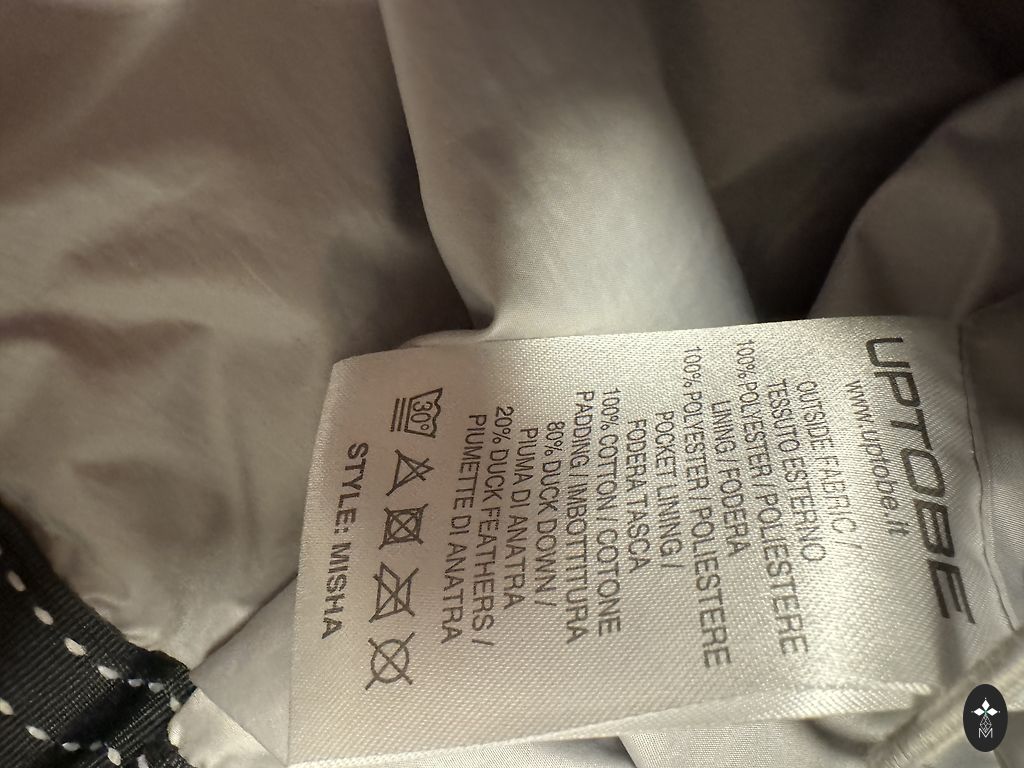 UPTOBE
www.uptobe.it
OUTSIDE FABRIC /
TESSUTO ESTERNO
100% POLYESTER / POLIESTERE
LINING / FODERA
100% POLYESTER / POLIESTERE
POCKET LINING /
FODERA TASCA
100% COTTON / COTONE
PADDING / IMBOTTITURA
80% DUCK DOWN /
PIUMA DI ANATRA
20% DUCK FEATHERS /
PIUMETTE DI ANATRA
30°
STYLE: MISHA
M